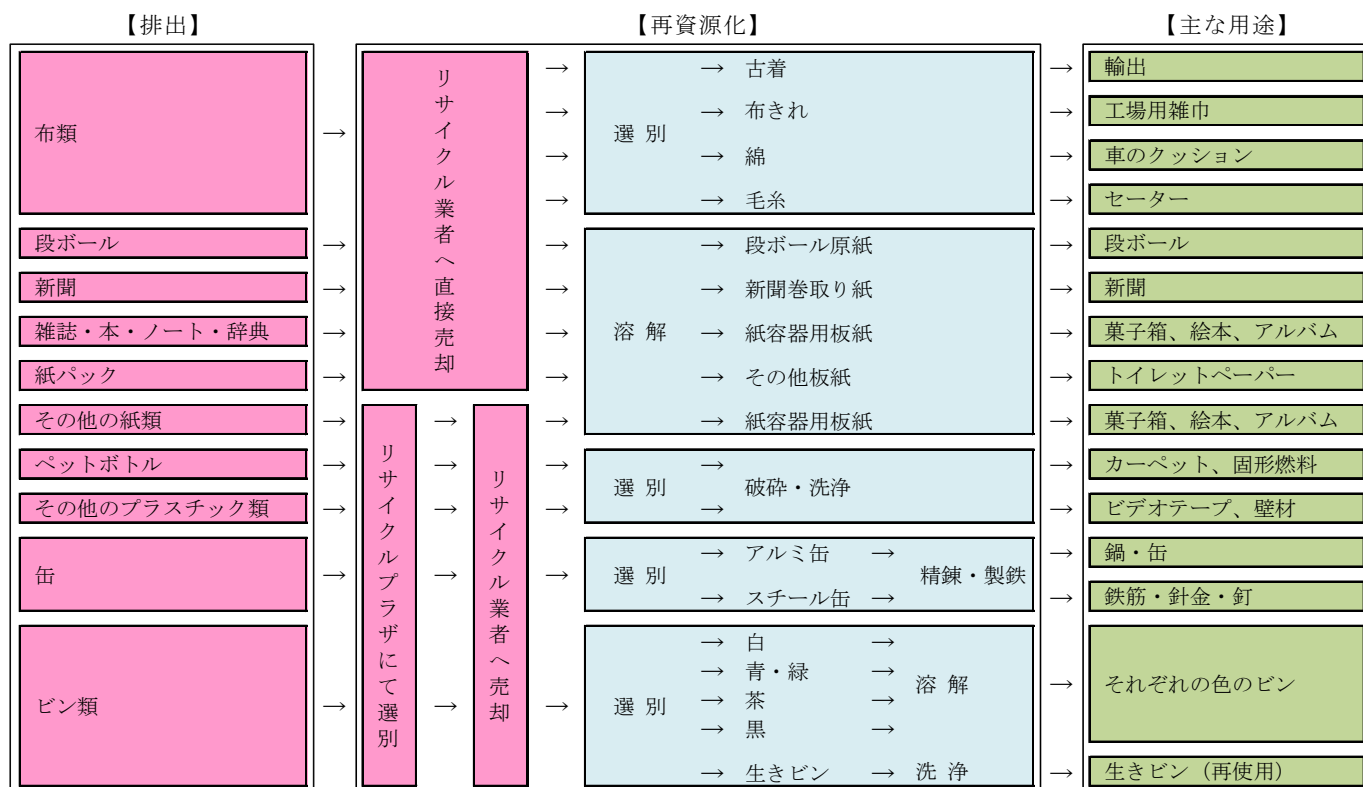 【排出】 【再資源化】 【主な用途】
布類 → リサイクル業者へ直接売却 → 選別 → 古着 → 輸出
→ → 布きれ → 工場用雑巾
→ → 綿 → 車のクッション
→ → 毛糸 → セーター
段ボール → → 溶解 → 段ボール原紙 → 段ボール
新聞 → → → 新聞巻取り紙 → 新聞
雑誌・本・ノート・辞典 → → → 紙容器用板紙 → 菓子箱、絵本、アルバム
紙パック → → → その他板紙 → トイレットペーパー
その他の紙類 → リサイクルプラザにて選別 → リサイクル業者へ売却 → → 紙容器用板紙 → 菓子箱、絵本、アルバム
ペットボトル → → → 選別 → 破砕・洗浄 → カーペット、固形燃料
その他のプラスチック類 → → → → → ビデオテープ、壁材
缶 → → → 選別 → アルミ缶 → 精錬・製鉄 → 鍋・缶
→ スチール缶 → → 鉄筋・針金・釘
ビン類 → → → 選別 → 白 → 溶解 → それぞれの色のビン
→ 青・緑 →
→ 茶 →
→ 黒 →
→ 生きビン → 洗浄 → 生きビン（再使用）